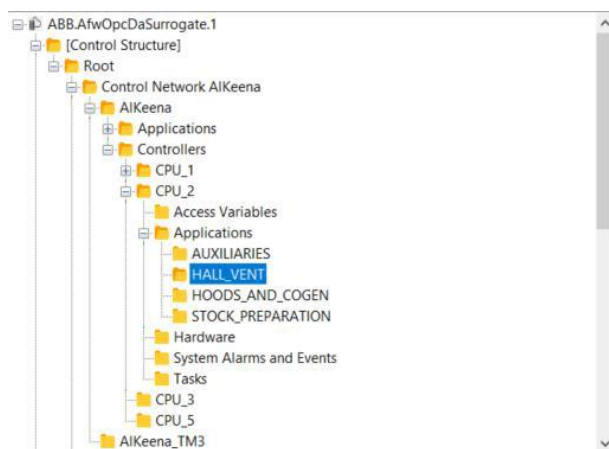 ABB.AfwOpcDaSurrogate.1
[Control Structure]
Root
Control Network AlKeena
AlKeena
Applications
Controllers
CPU_1
CPU_2
Access Variables
Applications
AUXILIARIES
HALL_VENT
HOODS_AND_COGEN
STOCK_PREPARATION
Hardware
System Alarms and Events
Tasks
CPU_3
CPU_5
AlKeena_TM3